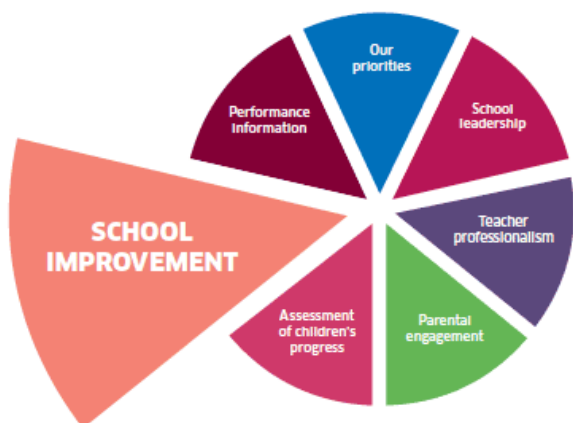 Our
priorities
School
leadership
Teacher
professionalism
Parental
engagement
Assessment
of children's
progress
SCHOOL
IMPROVEMENT
Performance
information